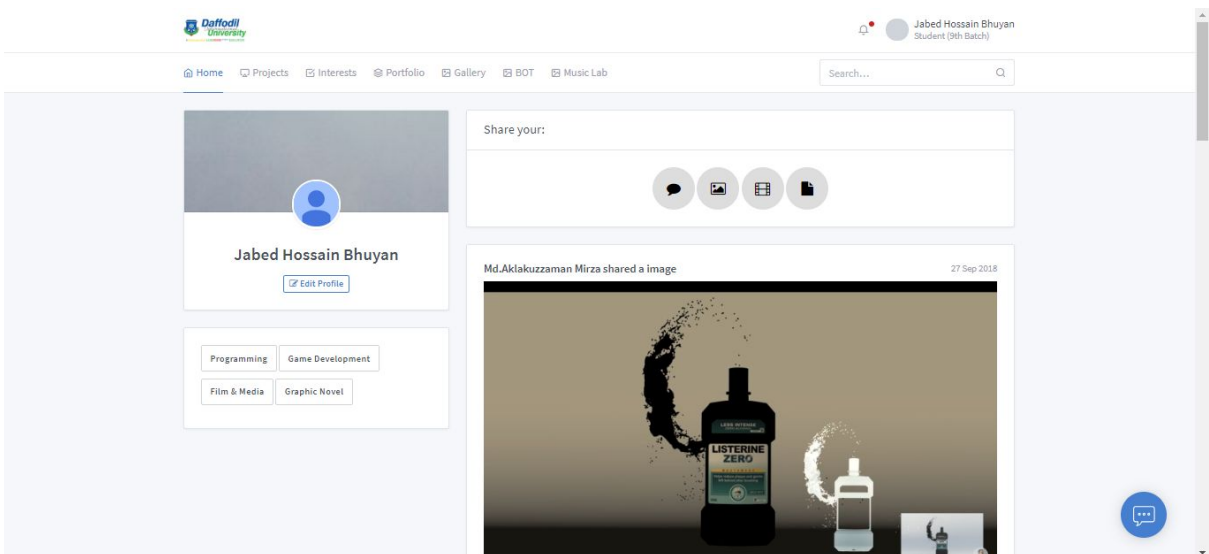 Daffodil
University
Jabed Hossain Bhuyan
Student (9th Batch)
Home Projects Interests Portfolio Gallery BOT Music Lab Search...
Share your:
Jabed Hossain Bhuyan
Edit Profile
Md.Aklakuzzaman Mirza shared a image 27 Sep 2018
Programming Game Development
Film & Media Graphic Novel
LESS INTENSE
LISTERINE
ZERO